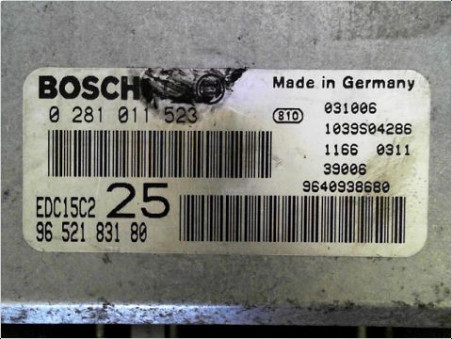 BOSCH
Made in Germany
0 281 011 523
810
031006
1039S04286
1166 0311
39006
9640938680
EDC15C2 25
96 521 831 80